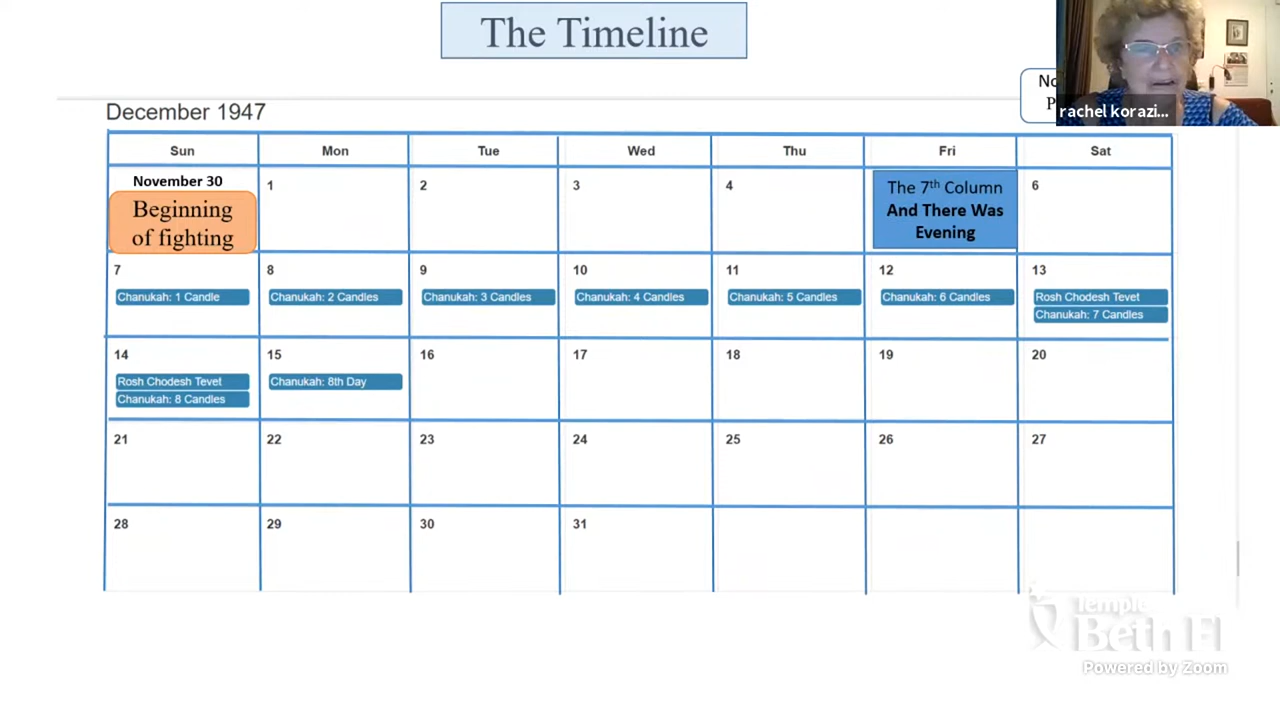 The Timeline
December 1947
rachel korazi...
Sun Mon Tue Wed Thu Fri Sat
November 30
Beginning
of fighting
1 2 3 4
The 7th Column
And There Was
Evening
6
7 8 9 10 11 12 13
Chanukah: 1 Candle Chanukah: 2 Candles Chanukah: 3 Candles Chanukah: 4 Candles Chanukah: 5 Candles Chanukah: 6 Candles Rosh Chodesh Tevet
Chanukah: 7 Candles
14 15 16 17 18 19 20
Rosh Chodesh Tevet Chanukah: 8th Day
Chanukah: 8 Candles
21 22 23 24 25 26 27
28 29 30 31
Temple
Beth El
Powered by Zoom